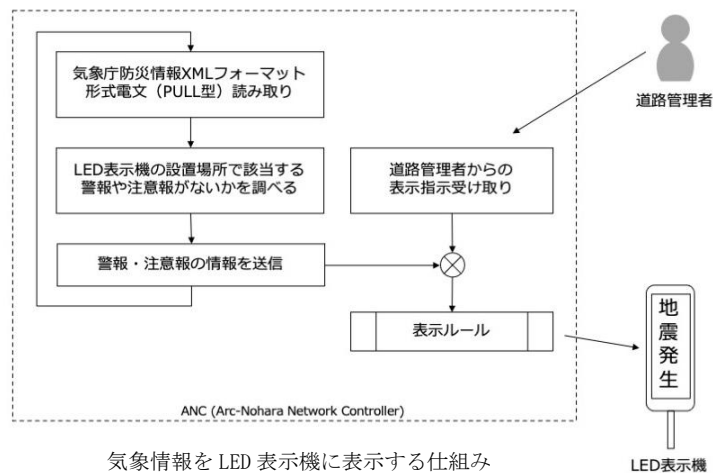 気象庁防災情報XMLフォーマット
形式電文（PULL型）読み取り
道路管理者
LED表示機の設置場所で該当する
警報や注意報がないかを調べる
道路管理者からの
表示指示受け取り
警報・注意報の情報を送信
表示ルール
地
震
発
生
ANC (Arc-Nohara Network Controller)
LED表示機
気象情報を LED 表示機に表示する仕組み